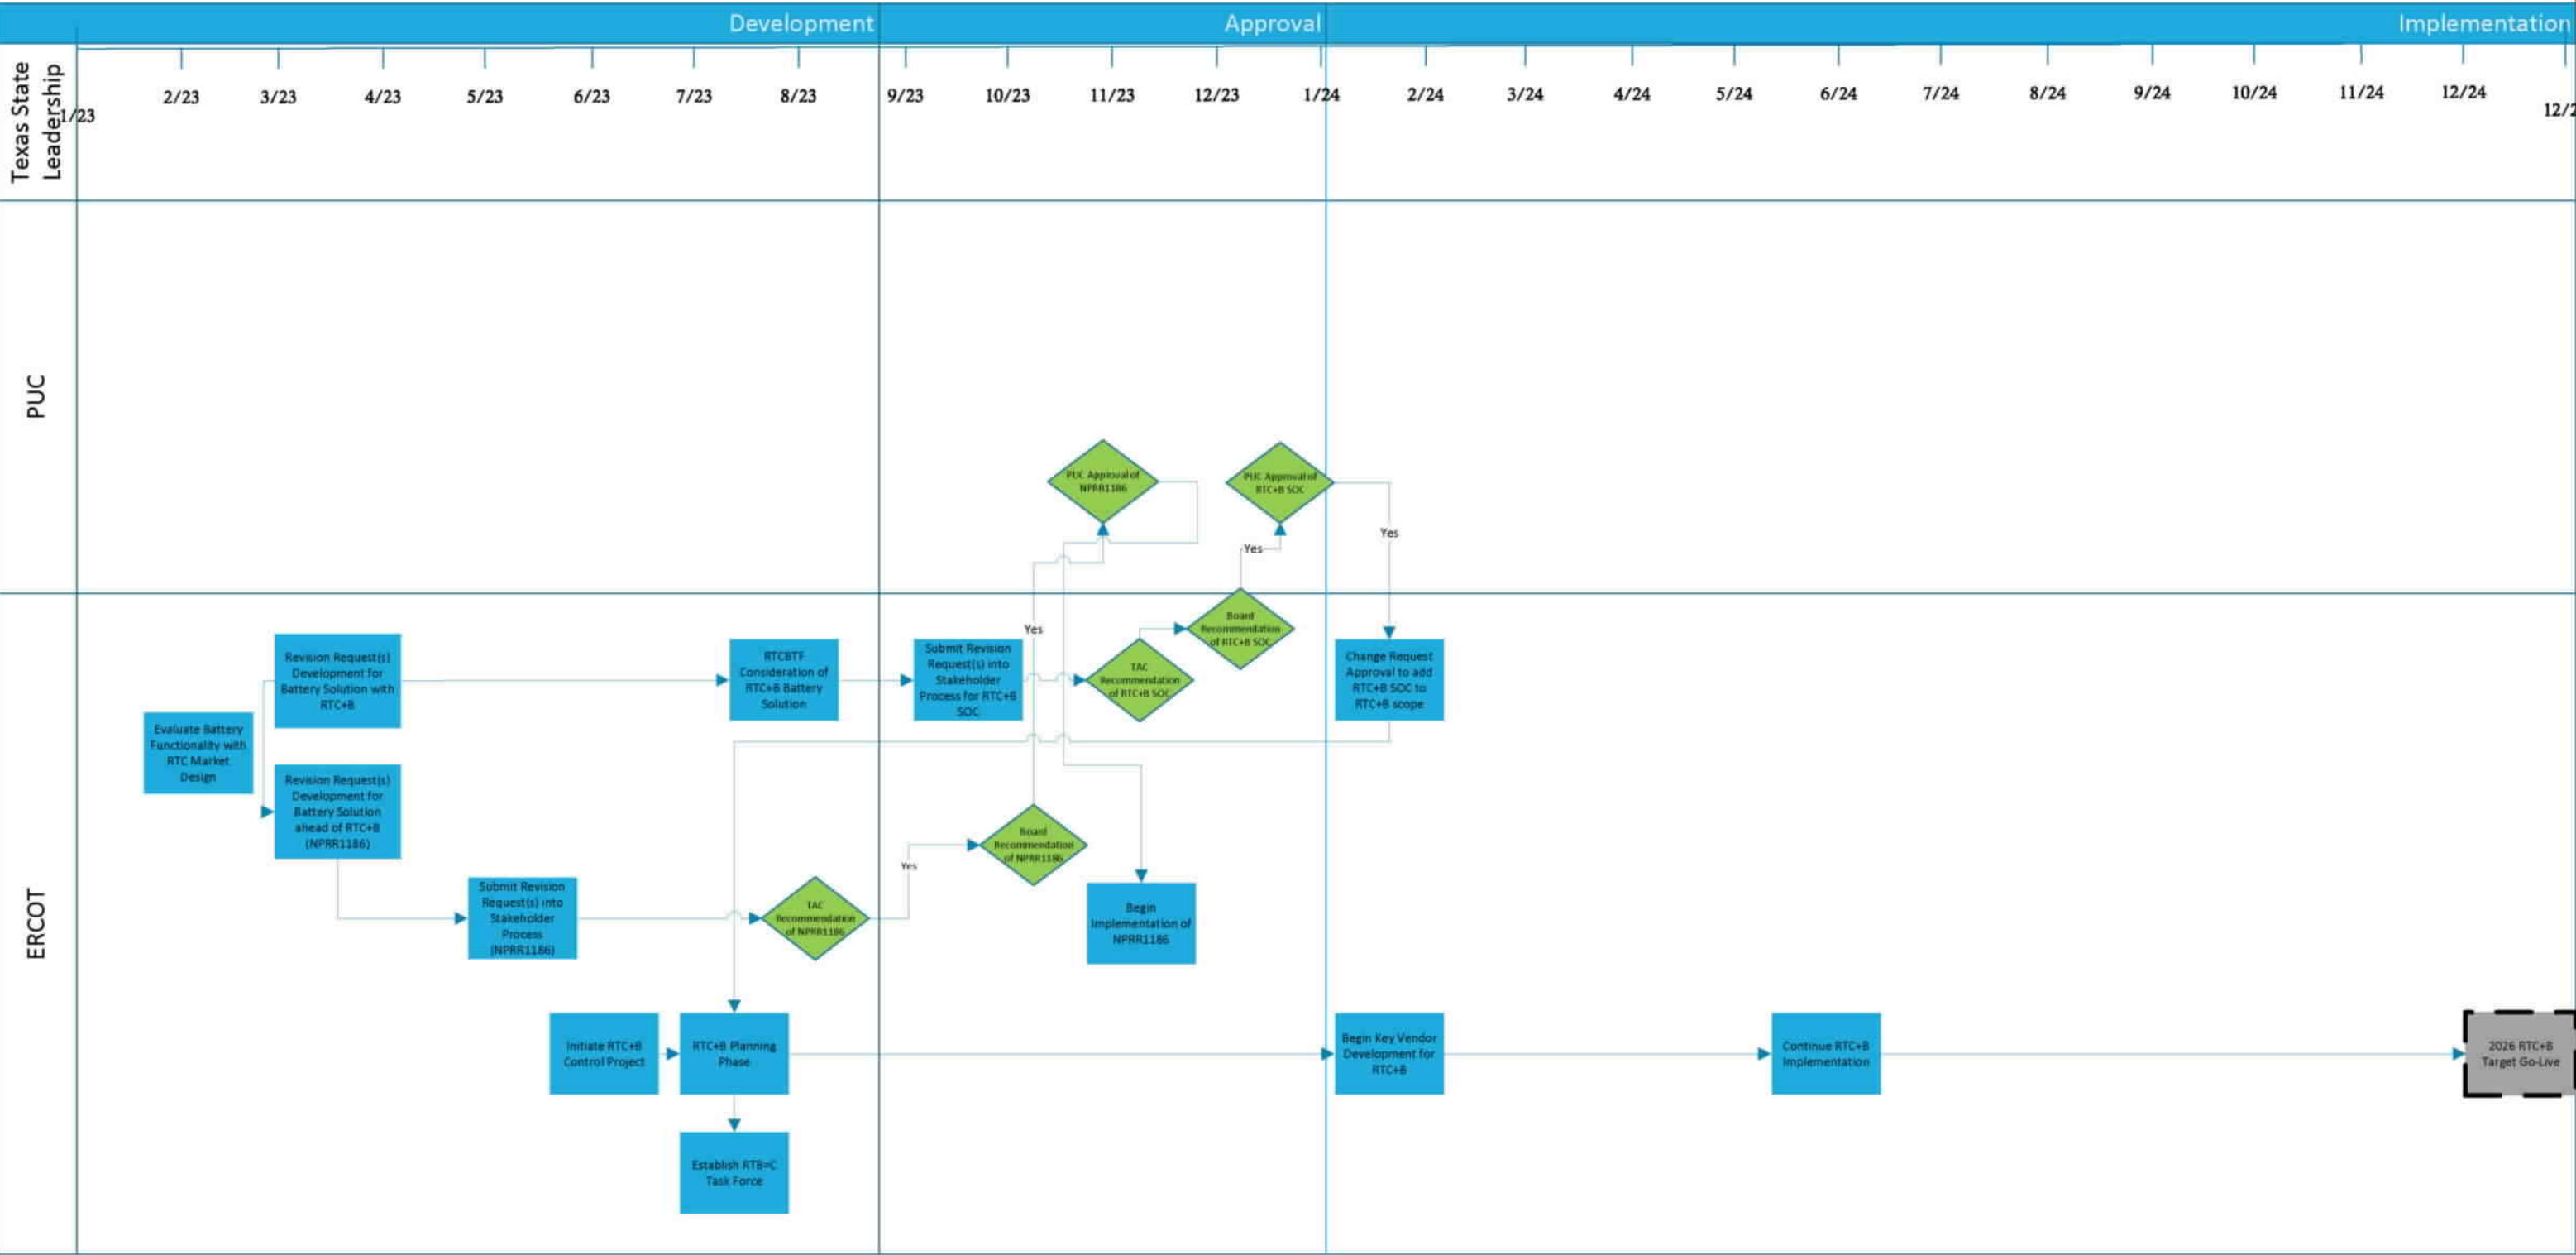 Development
Approval
Implementation
Texas State
Leadership
1/23
2/23
3/23
4/23
5/23
6/23
7/23
8/23
9/23
10/23
11/23
12/23
1/24
2/24
3/24
4/24
5/24
6/24
7/24
8/24
9/24
10/24
11/24
12/24
12/2
PUC
PUC Approval of
NPRR1186
PUC Approval of
RTC+B SOC
Yes
Yes
ERCOT
Evaluate Battery
Functionality with
RTC Market
Design
Revision Request(s)
Development for
Battery Solution with
RTC+B
Revision Request(s)
Development for
Battery Solution
ahead of RTC+B
(NPRR1186)
RTCBTF
Consideration of
RTC+B Battery
Solution
Submit Revision
Request(s) into
Stakeholder
Process for RTC+B
SOC
Yes
TAC
Recommendation
of RTC+B SOC
Board
Recommendation
of RTC+B SOC
Change Request
Approval to add
RTC+B SOC to
RTC+B scope
Submit Revision
Request(s) into
Stakeholder
Process
(NPRR1186)
TAC
Recommendation
of NPRR1186
Yes
Board
Recommendation
of NPRR1186
Begin
Implementation of
NPRR1186
Initiate RTC+B
Control Project
RTC+B Planning
Phase
Begin Key Vendor
Development for
RTC+B
Continue RTC+B
Implementation
2026 RTC+B
Target Go-Live
Establish RTB=C
Task Force